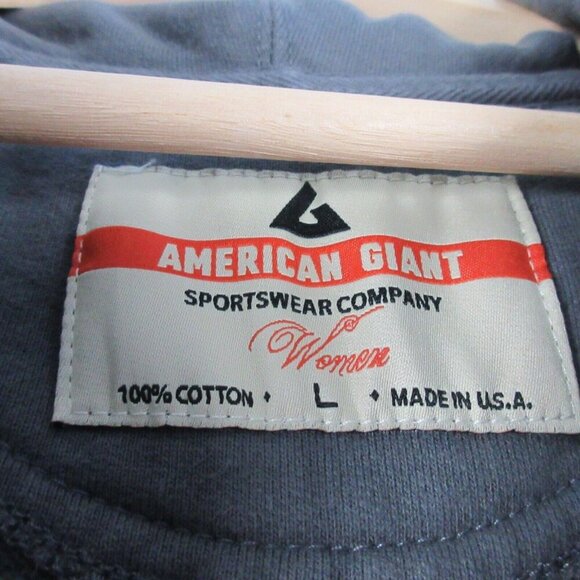 AMERICAN GIANT
SPORTSWEAR COMPANY
Women
100% COTTON • L • MADE IN U.S.A.